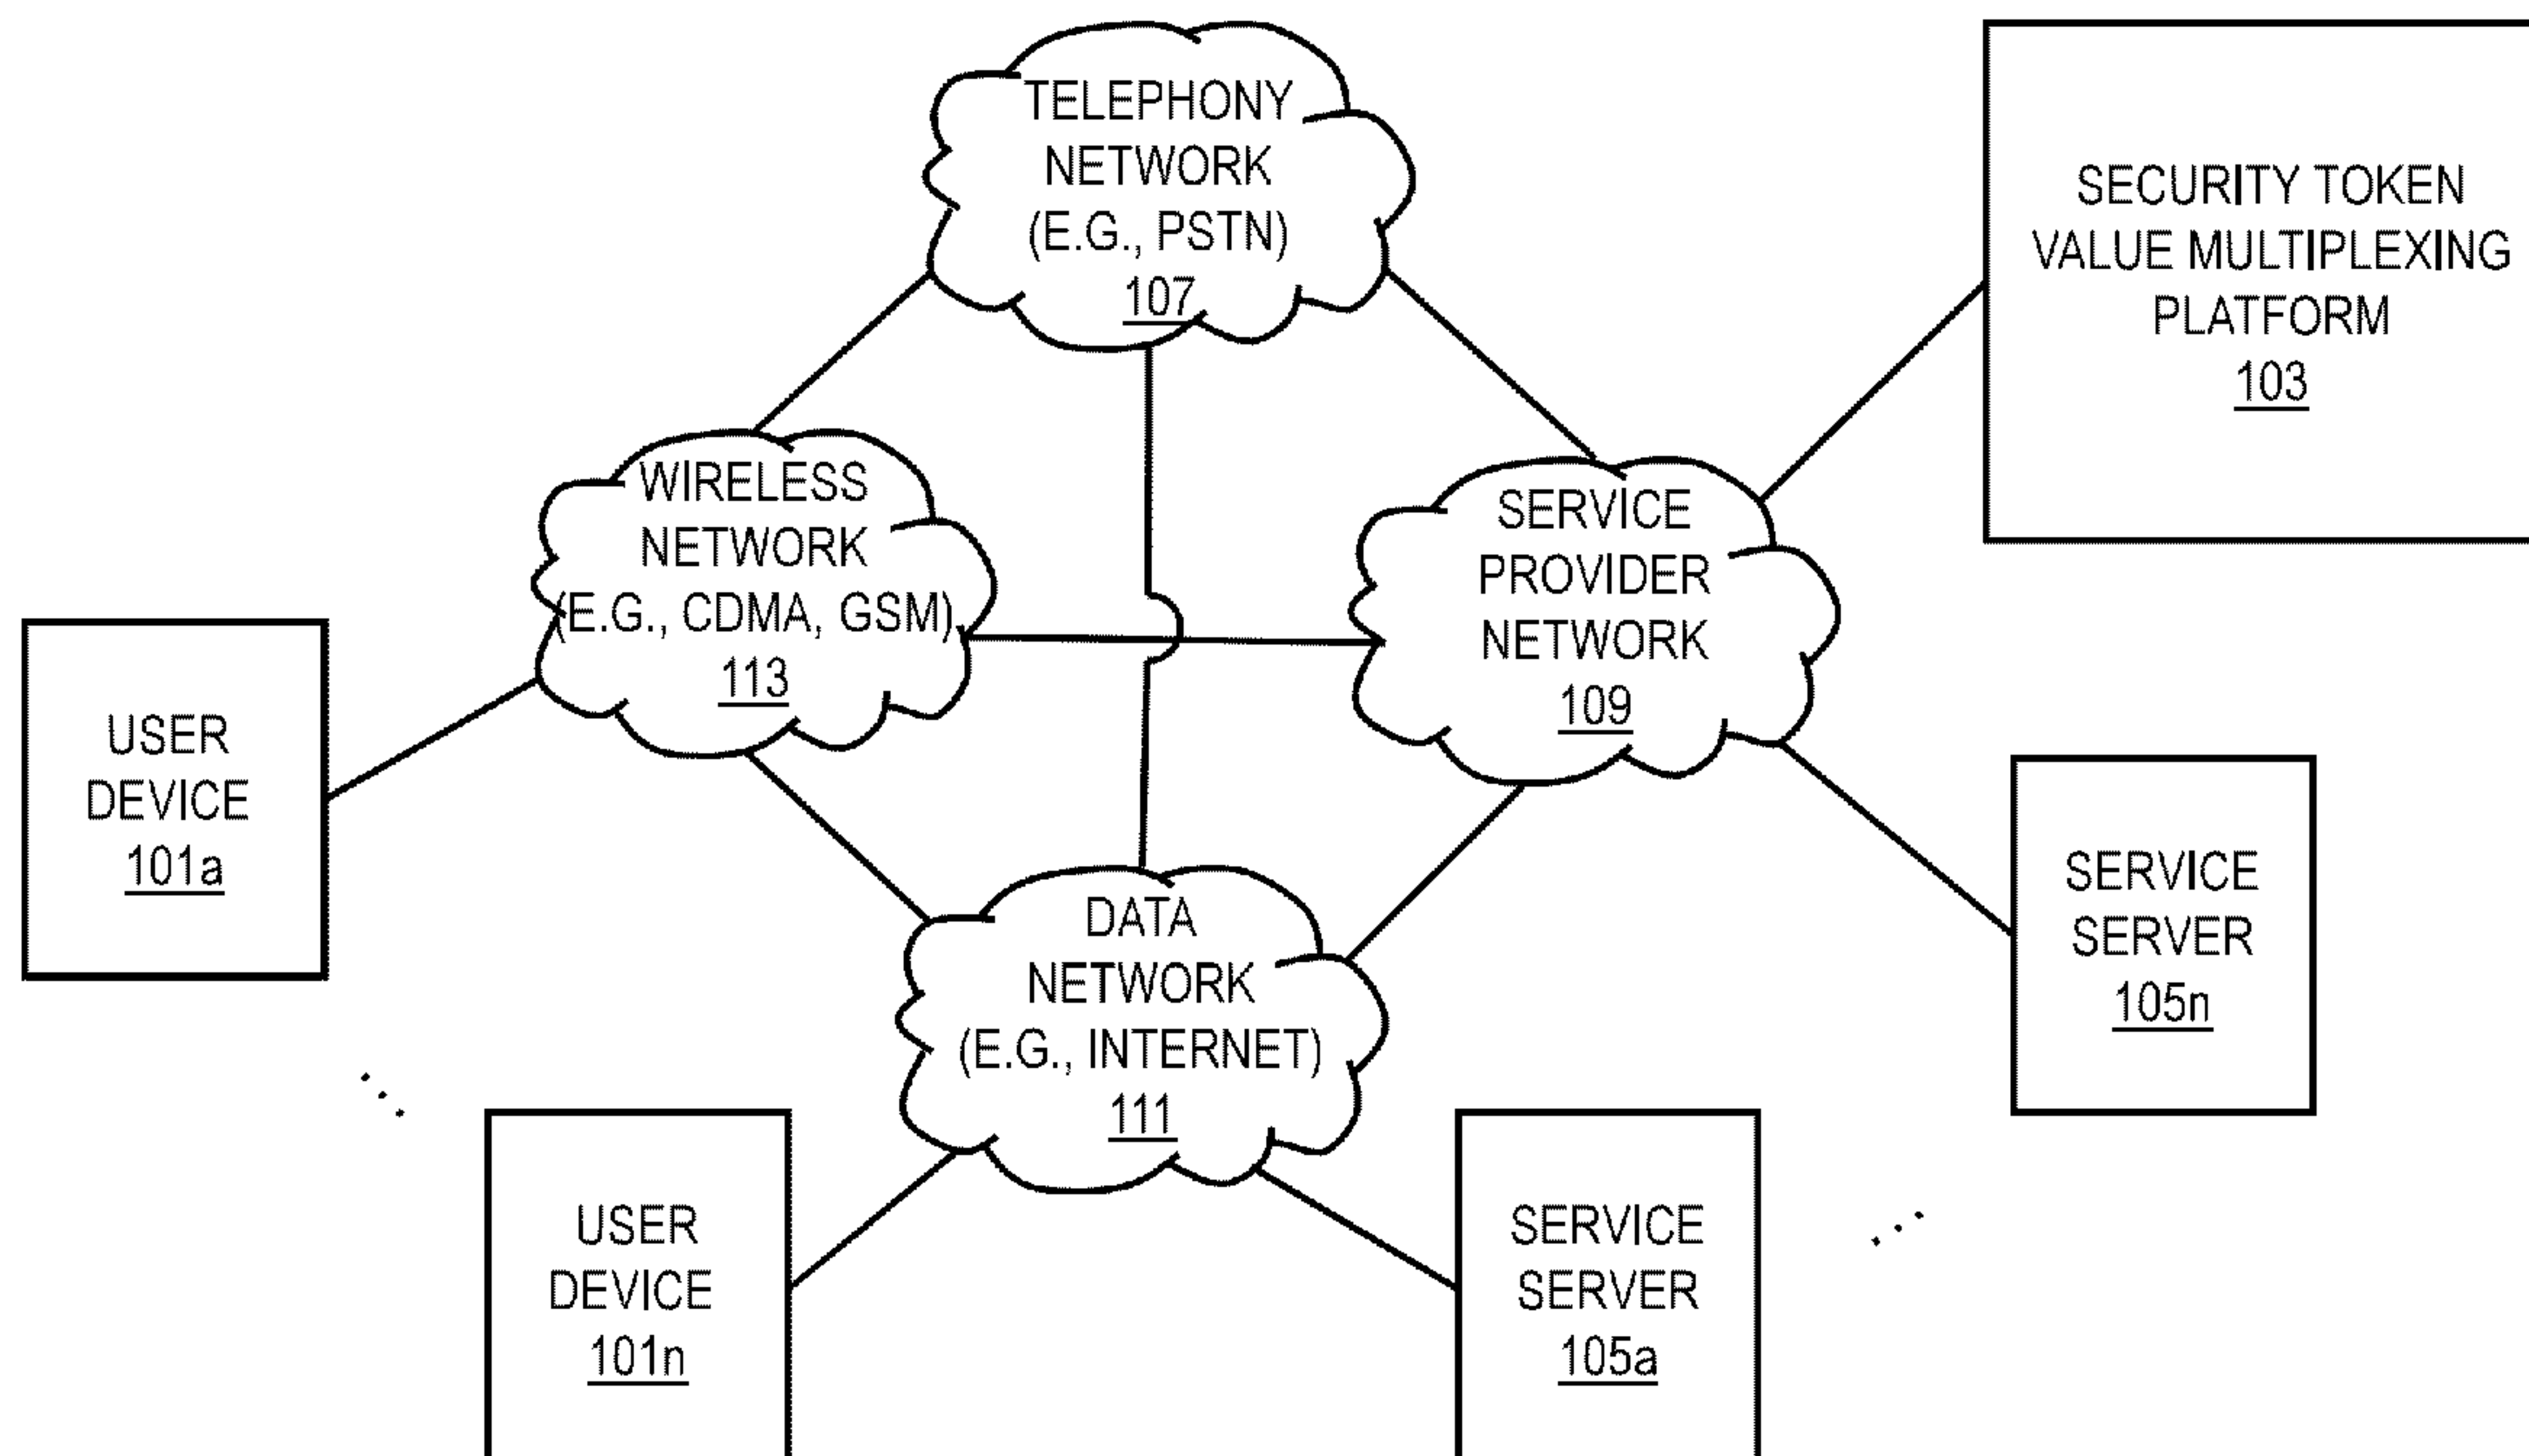 TELEPHONY
NETWORK
(E.G., PSTN)
107
SECURITY TOKEN
VALUE MULTIPLEXING
PLATFORM
103
WIRELESS
NETWORK
(E.G., CDMA, GSM)
113
SERVICE
PROVIDER
NETWORK
109
USER
DEVICE
101a
SERVICE
SERVER
105n
DATA
NETWORK
(E.G., INTERNET)
111
USER
DEVICE
101n
SERVICE
SERVER
105a